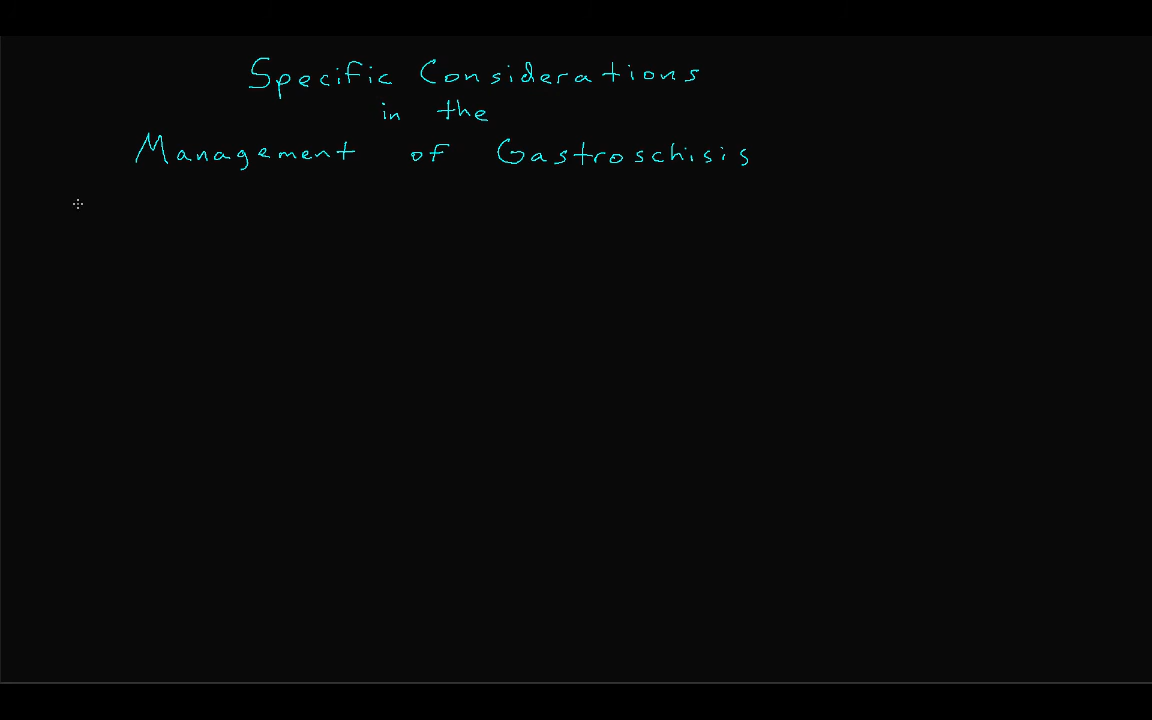 Specific Considerations
in the
Management of Gastroschisis